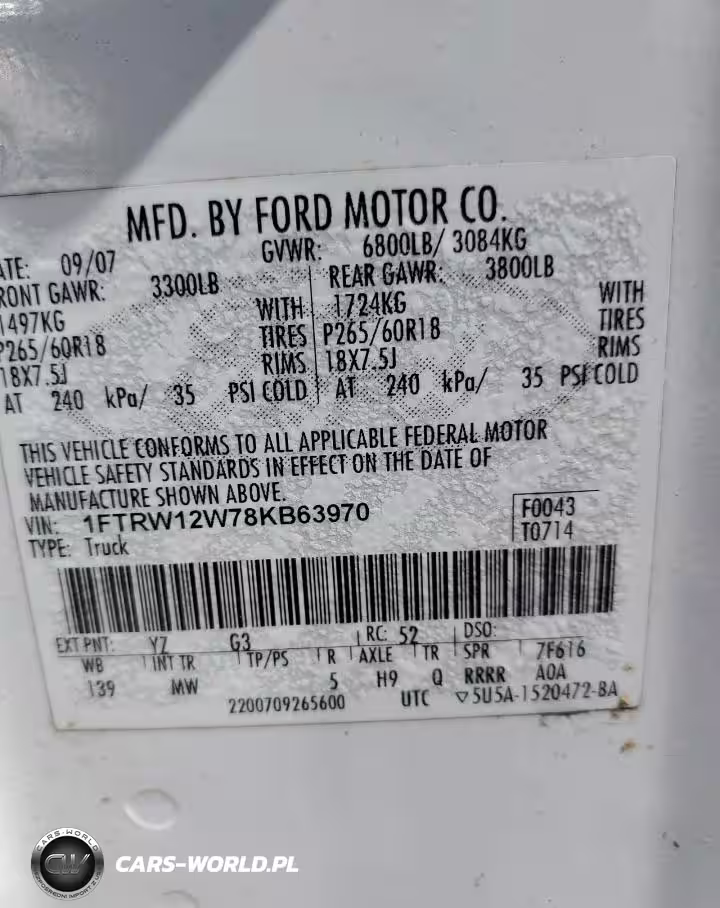 MFD. BY FORD MOTOR CO.
ATE: 09/07 GVWR: 6800LB/ 3084KG
RONT GAWR: 3300LB REAR GAWR: 3800LB
1497KG WITH 1724KG WITH
P265/60R18 TIRES P265/60R18 TIRES
18X7.5J RIMS 18X7.5J RIMS
AT 240 kPa/ 35 PSI COLD AT 240 kPa/ 35 PSI COLD
THIS VEHICLE CONFORMS TO ALL APPLICABLE FEDERAL MOTOR
VEHICLE SAFETY STANDARDS IN EFFECT ON THE DATE OF
MANUFACTURE SHOWN ABOVE.
VIN: 1FTRW12W78KB63970 F0043
TYPE: Truck T0714
EXT PNT: YZ G3 RC: 52 DSO:
WB INT TR TP/PS R AXLE TR SPR 7F616
139 MW 5 H9 Q RRRR AOA
2200709265600 UTC ▽5U5A-1520472-BA
CARS-WORLD
CW
CARS-WORLD.PL